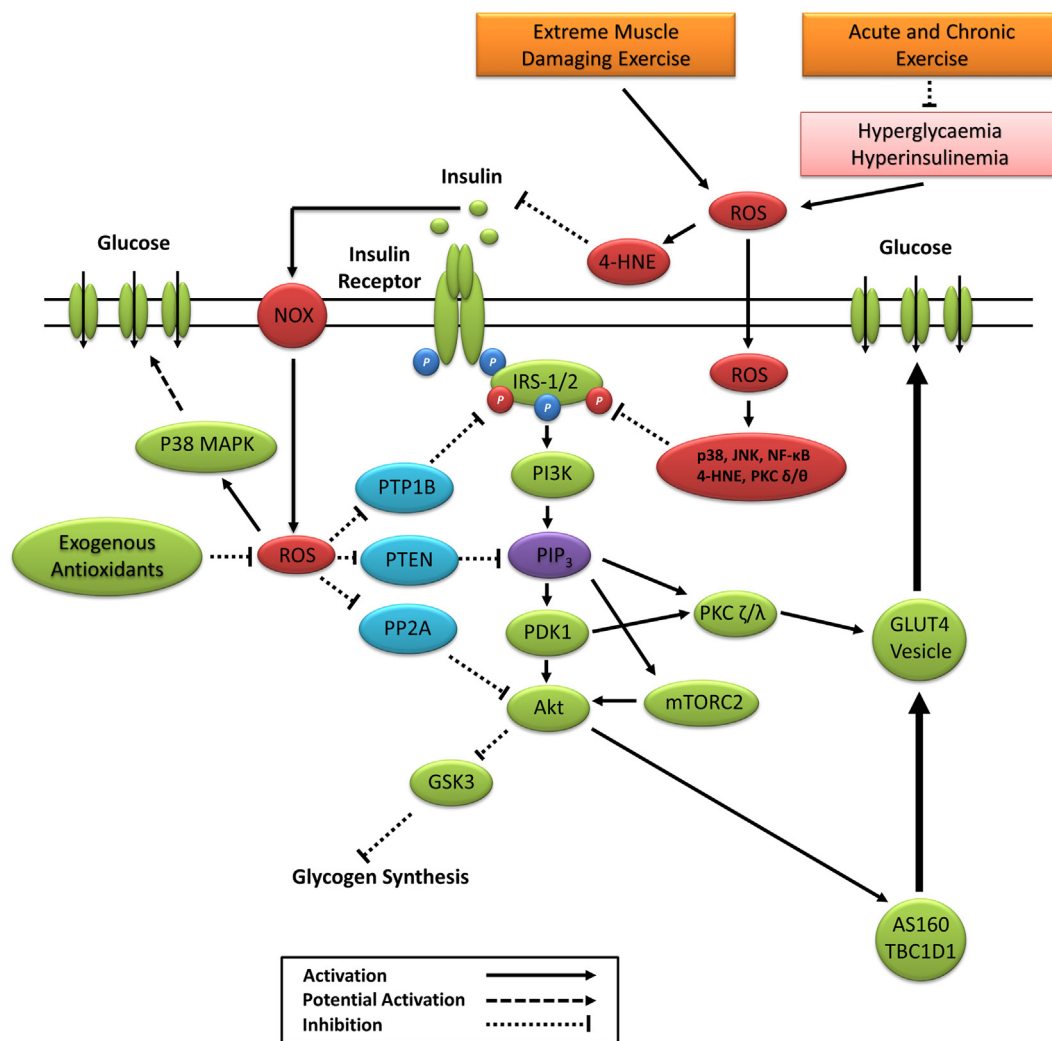 Extreme Muscle
Damaging Exercise
Acute and Chronic
Exercise
Hyperglycaemia
Hyperinsulinemia
Insulin
ROS
4-HNE
Glucose
Insulin
Receptor
Glucose
NOX
P
P
IRS-1/2
P
P
P
ROS
P38 MAPK
PI3K
p38, JNK, NF-κB
4-HNE, PKC δ/θ
PTP1B
Exogenous
Antioxidants
ROS
PTEN
PIP₃
PP2A
PDK1
PKC ζ/λ
GLUT4
Vesicle
Akt
mTORC2
GSK3
Glycogen Synthesis
AS160
TBC1D1
Activation
Potential Activation
Inhibition